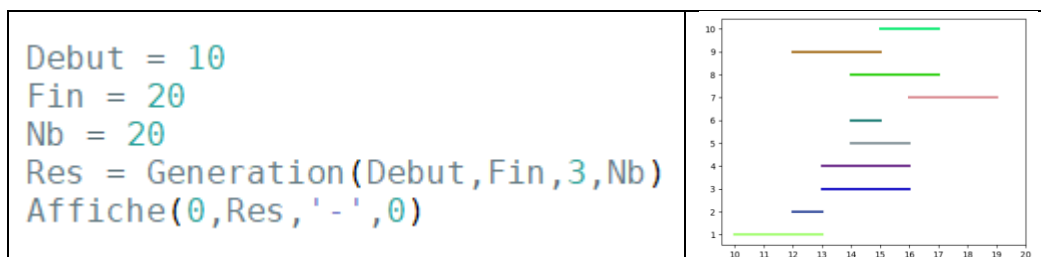 Debut = 10
Fin = 20
Nb = 20
Res = Generation(Debut,Fin,3,Nb)
Affiche(0,Res,'-',0)
10
9
8
7
6
5
4
3
2
1
10 11 12 13 14 15 16 17 18 19 20